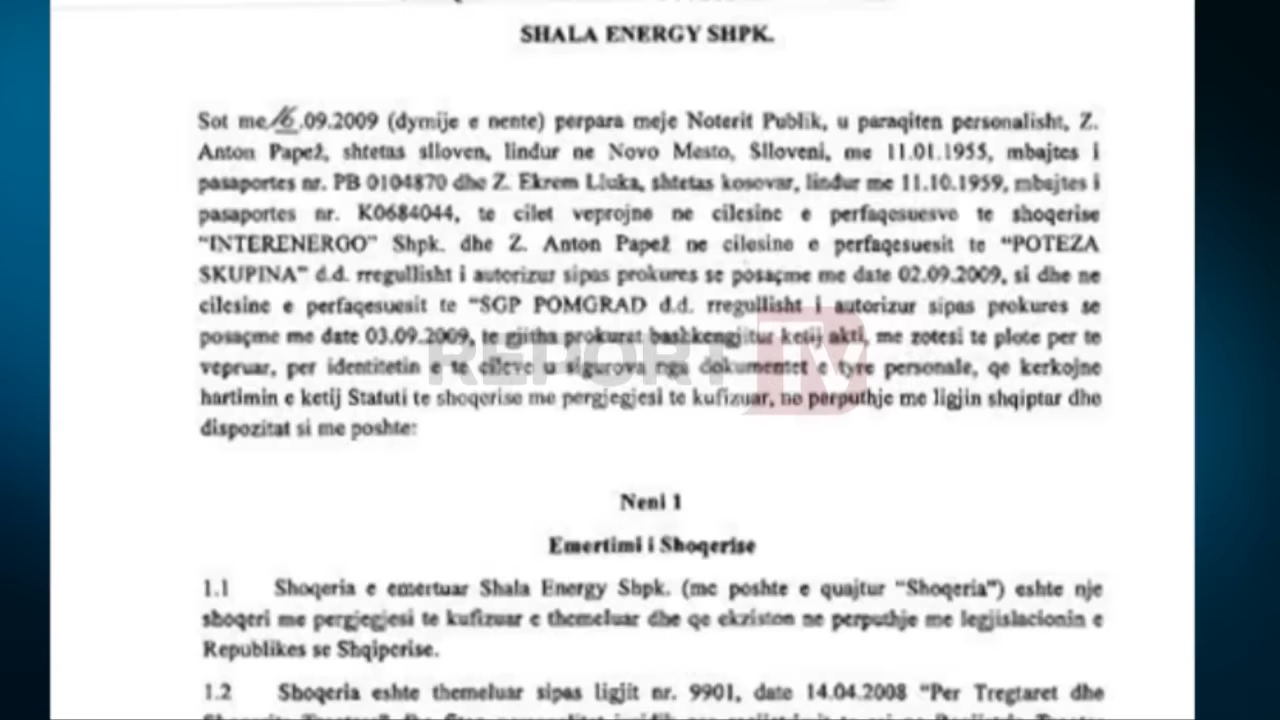 SHALA ENERGY SHPK.
Sot me 16.09.2009 (dymije e nente) perpara meje Noterit Publik, u paraqiten personalisht, Z.
Anton Papež, shtetas slloven, lindur ne Novo Mesto, Slloveni, me 11.01.1955, mbajtes i
pasaportes nr. PB 0104870 dhe Z. Ekrem Lluka, shtetas kosovar, lindur me 11.10.1959, mbajtes i
pasaportes nr. K0684044, te cilet veprojne ne cilesine e perfaqesuesve te shoqerise
“INTERENERGO” Shpk. dhe Z. Anton Papež ne cilesine e perfaqesuesit te “POTEZA
SKUPINA” d.d. rregullisht i autorizur sipas prokures se posaçme me date 02.09.2009, si dhe ne
cilesine e perfaqesuesit te “SGP POMGRAD d.d. rregullisht i autorizur sipas prokures se
posaçme me date 03.09.2009, te gjitha prokurat bashkengjitur ketij akti, me zotesi te plote per te
vepruar, per identitetin e te cileve u sigurova nga dokumentet e tyre personale, qe kerkojne
hartimin e ketij Statuti te shoqerise me pergjegjesi te kufizuar, ne perputhje me ligjin shqiptar dhe
dispozitat si me poshte:
REPORT TV
Neni 1
Emertimi i Shoqerise
1.1 Shoqeria e emertuar Shala Energy Shpk. (me poshte e quajtur “Shoqeria”) eshte nje
shoqeri me pergjegjesi te kufizuar e themeluar dhe qe ekziston ne perputhje me legjislacionin e
Republikes se Shqiperise.
1.2 Shoqeria eshte themeluar sipas ligjit nr. 9901, date 14.04.2008 “Per Tregtaret dhe